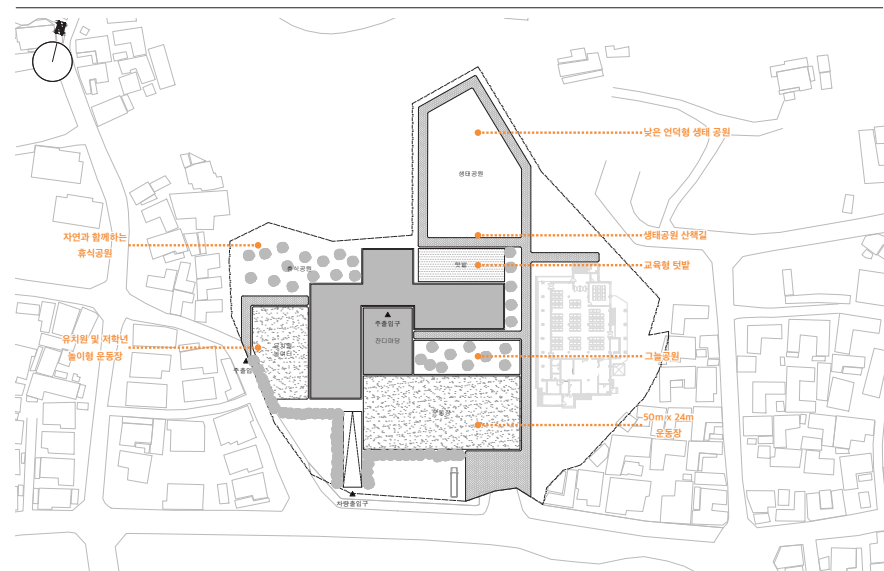 N
낮은 언덕형 생태 공원
생태공원
자연과 함께하는
휴식공원
생태공원 산책길
휴식공원
텃밭
교육형 텃밭
유치원 및 저학년
놀이형 운동장
주출입구
잔디마당
그늘공원
운동장
50m x 24m
운동장
차량출입구